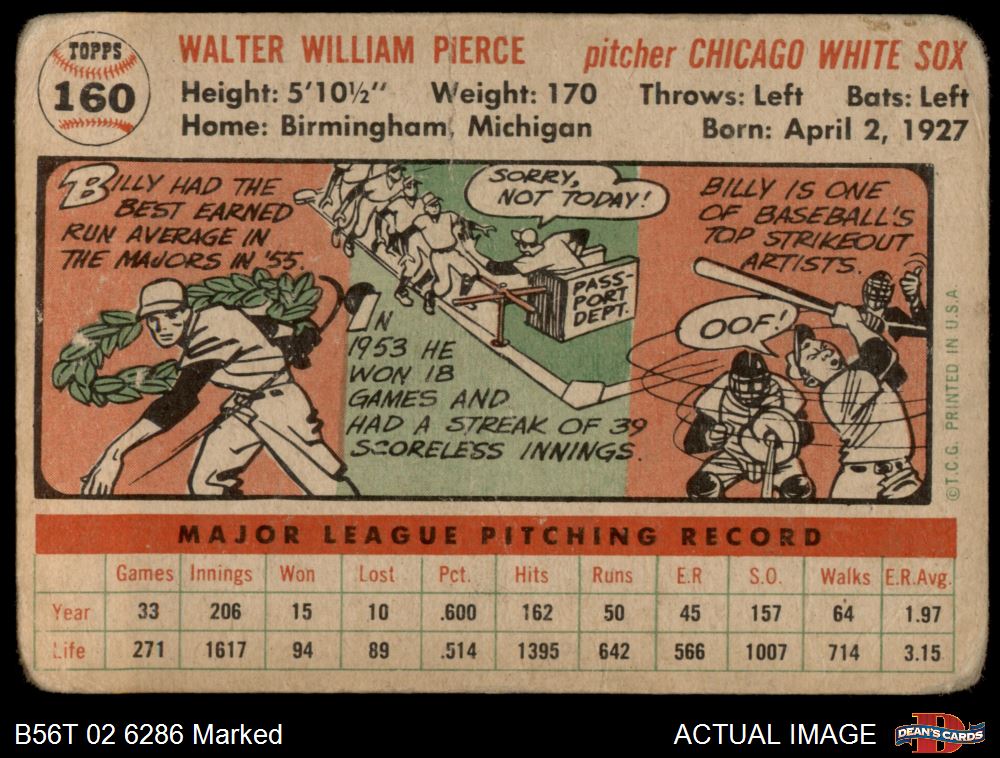 TOPPS
160
WALTER WILLIAM PIERCE pitcher CHICAGO WHITE SOX
Height: 5'10½" Weight: 170 Throws: Left Bats: Left
Home: Birmingham, Michigan Born: April 2, 1927
BILLY HAD THE
BEST EARNED
RUN AVERAGE IN
THE MAJORS IN '55.
SORRY,
NOT TODAY!
PASS-
PORT
DEPT.
IN
1953 HE
WON 18
GAMES AND
HAD A STREAK OF 39
SCORELESS INNINGS.
BILLY IS ONE
OF BASEBALL'S
TOP STRIKEOUT
ARTISTS.
OOF!
©T.C.G. PRINTED IN U.S.A.
MAJOR LEAGUE PITCHING RECORD
Games Innings Won Lost Pct. Hits Runs E.R S.O. Walks E.R.Avg.
Year 33 206 15 10 .600 162 50 45 157 64 1.97
Life 271 1617 94 89 .514 1395 642 566 1007 714 3.15
B56T 02 6286 Marked ACTUAL IMAGE
D
DEAN'S CARDS